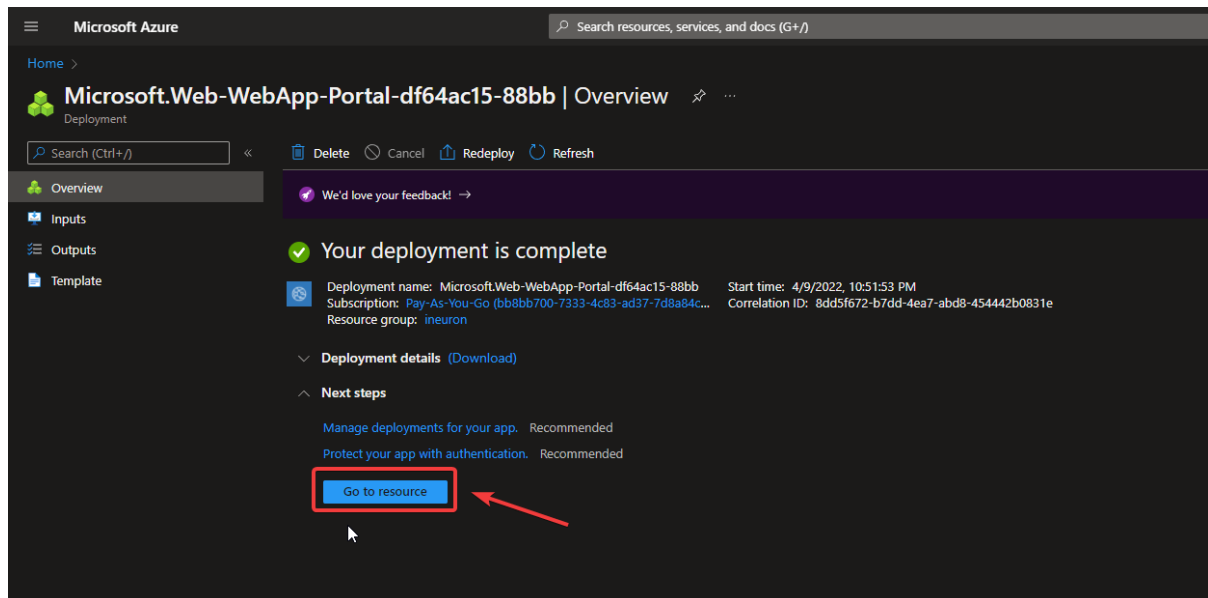 Microsoft Azure
Search resources, services, and docs (G+/)
Home >
Microsoft.Web-WebApp-Portal-df64ac15-88bb | Overview
Deployment
Search (Ctrl+/)
Delete Cancel Redeploy Refresh
Overview
We'd love your feedback! →
Inputs
Outputs
Template
Your deployment is complete
Deployment name: Microsoft.Web-WebApp-Portal-df64ac15-88bb Start time: 4/9/2022, 10:51:53 PM
Subscription: Pay-As-You-Go (bb8bb700-7333-4c83-ad37-7d8a84c... Correlation ID: 8dd5f672-b7dd-4ea7-abd8-454442b0831e
Resource group: ineuron
Deployment details (Download)
Next steps
Manage deployments for your app. Recommended
Protect your app with authentication. Recommended
Go to resource